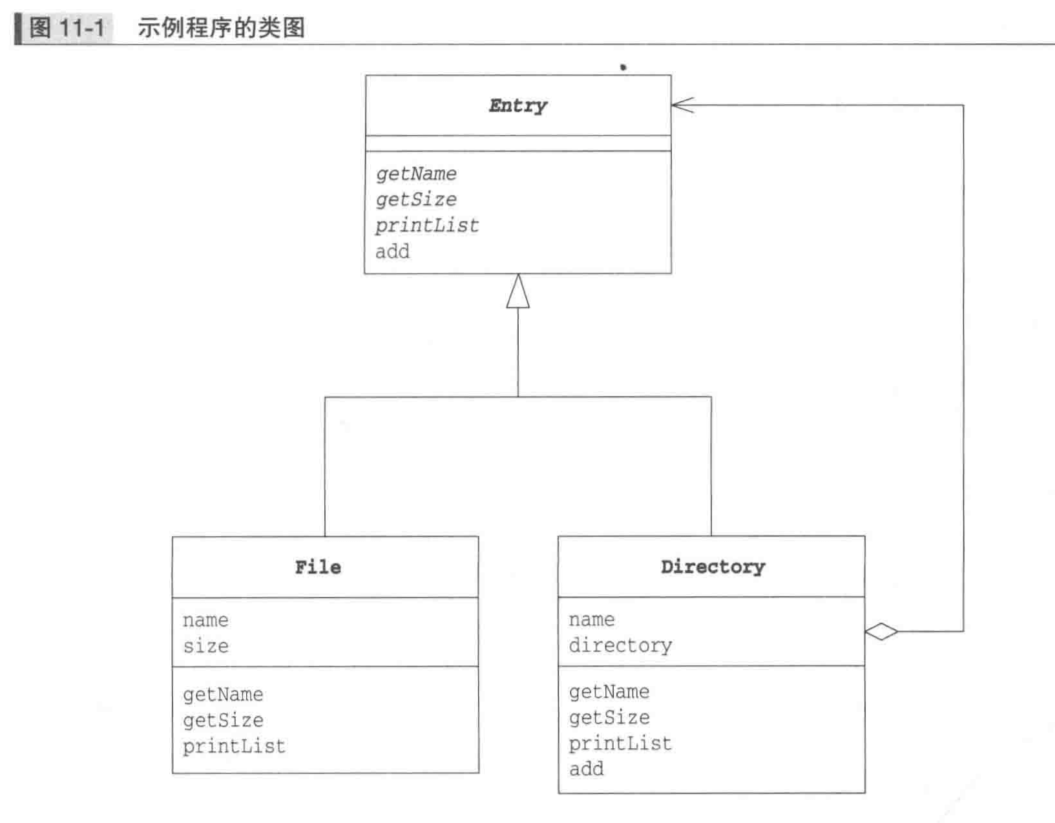 图 11-1 示例程序的类图
Entry
getName
getSize
printList
add
File
name
size
getName
getSize
printList
Directory
name
directory
getName
getSize
printList
add